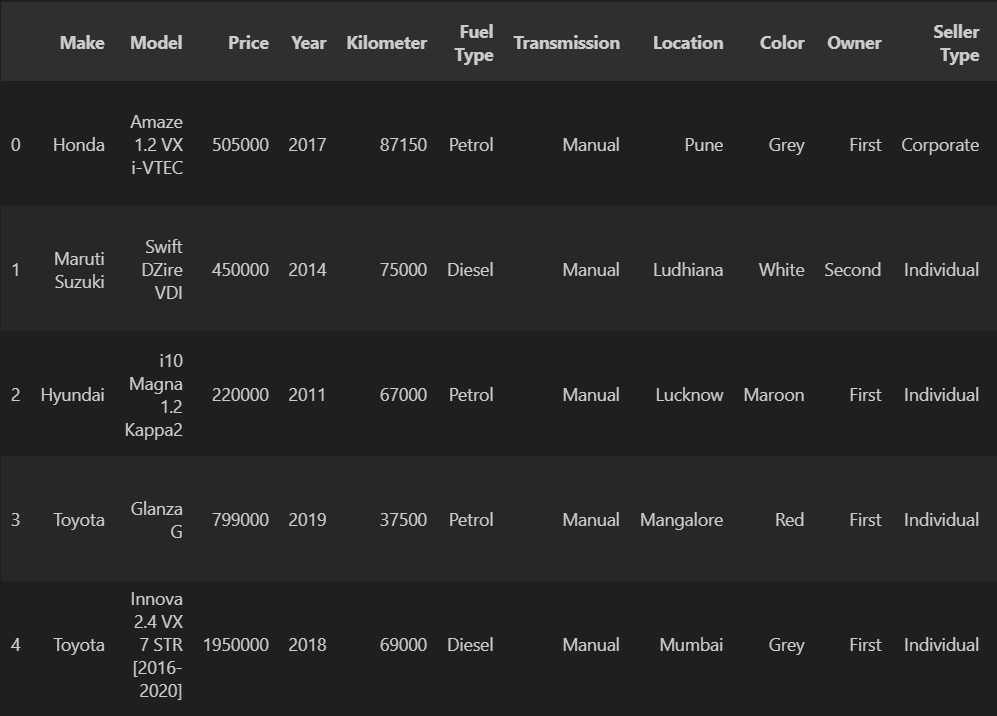 Make Model Price Year Kilometer Fuel Type Transmission Location Color Owner Seller Type
0 Honda Amaze 1.2 VX i-VTEC 505000 2017 87150 Petrol Manual Pune Grey First Corporate
1 Maruti Suzuki Swift DZire VDI 450000 2014 75000 Diesel Manual Ludhiana White Second Individual
2 Hyundai i10 Magna 1.2 Kappa2 220000 2011 67000 Petrol Manual Lucknow Maroon First Individual
3 Toyota Glanza G 799000 2019 37500 Petrol Manual Mangalore Red First Individual
4 Toyota Innova 2.4 VX 7 STR [2016-2020] 1950000 2018 69000 Diesel Manual Mumbai Grey First Individual